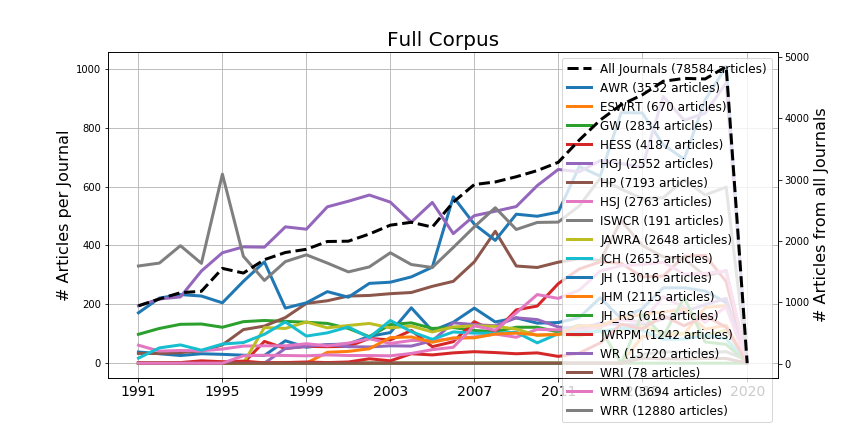 Full Corpus
# Articles per Journal
1000
800
600
400
200
0
1991
1995
1999
2003
2007
2020
5000
4000
3000
2000
1000
0
# Articles from all Journals
All Journals (78584 articles)
AWR (3532 articles)
ESWRT (670 articles)
GW (2834 articles)
HESS (4187 articles)
HGJ (2552 articles)
HP (7193 articles)
HSJ (2763 articles)
ISWCR (191 articles)
JAWRA (2648 articles)
JCH (2653 articles)
JH (13016 articles)
JHM (2115 articles)
JH_RS (616 articles)
JWRPM (1242 articles)
WR (15720 articles)
WRI (78 articles)
WRM (3694 articles)
WRR (12880 articles)